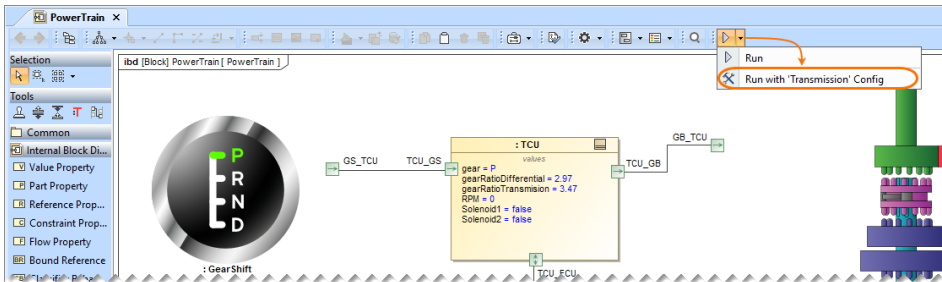 PowerTrain
Run
Run with 'Transmission' Config
Selection
Tools
Common
Internal Block Di...
Value Property
Part Property
Reference Prop...
Constraint Prop...
Flow Property
Bound Reference
ibd [Block] PowerTrain [ PowerTrain ]
P
R
N
D
: GearShift
GS_TCU
TCU_GS
: TCU
values
gear = P
gearRatioDifferential = 2.97
gearRatioTransmision = 3.47
RPM = 0
Solenoid1 = false
Solenoid2 = false
TCU_GB
GB_TCU
TCU_ECU